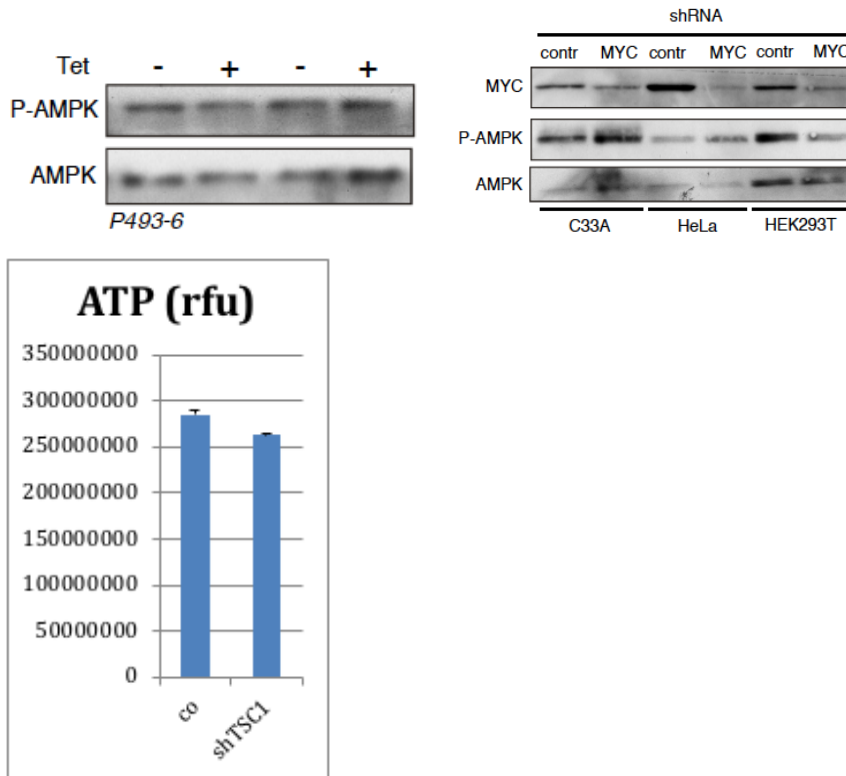 Tet - + - +
P-AMPK
AMPK
P493-6
shRNA
contr MYC contr MYC contr MYC
MYC
P-AMPK
AMPK
C33A HeLa HEK293T
ATP (rfu)
350000000
300000000
250000000
200000000
150000000
100000000
50000000
0
co shTSC1